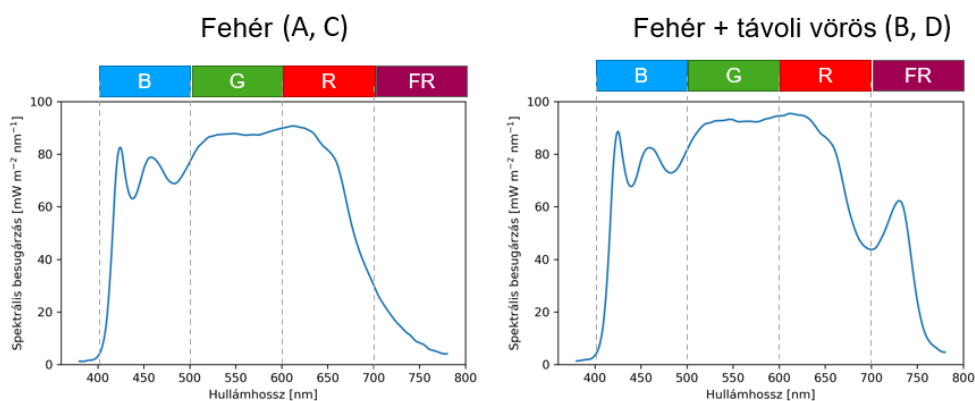 Fehér (A, C)
B G R FR
100
80
60
40
20
0
Spektrális besugárzás [mW m⁻² nm⁻¹]
400 450 500 550 600 650 700 750 800
Hullámhossz [nm]
Fehér + távoli vörös (B, D)
B G R FR
100
80
60
40
20
0
Spektrális besugárzás [mW m⁻² nm⁻¹]
400 450 500 550 600 650 700 750 800
Hullámhossz [nm]